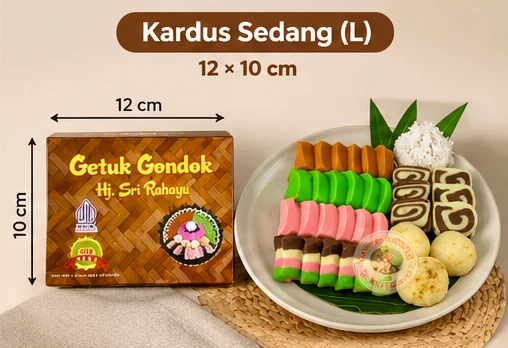 Kardus Sedang (L)
12 × 10 cm
12 cm
10 cm
Getuk Gondok
Hj. Sri Rahayu